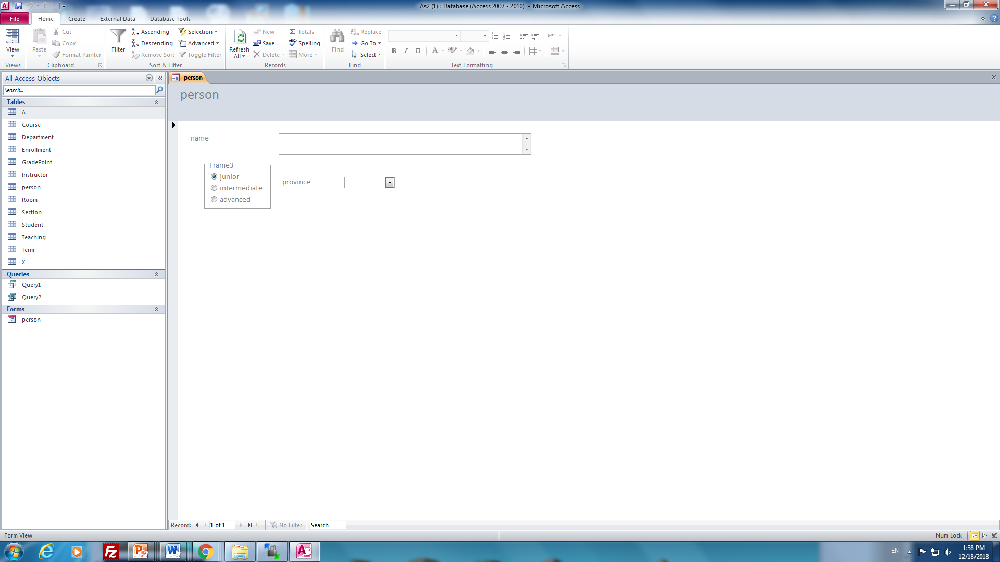 As2 (1) : Database (Access 2007 - 2010) - Microsoft Access
File Home Create External Data Database Tools
View
Views
Paste
Cut
Copy
Format Painter
Clipboard
Filter
Ascending
Descending
Remove Sort
Selection
Advanced
Toggle Filter
Sort & Filter
Refresh
All
New
Save
Delete
Totals
Spelling
More
Records
Find
Replace
Go To
Select
Find
B I U A
Text Formatting
All Access Objects
Search...
Tables
A
Course
Department
Enrollment
GradePoint
Instructor
person
Room
Section
Student
Teaching
Term
X
Queries
Query1
Query2
Forms
person
person
person
name
Frame3
junior
intermediate
advanced
province
Record: 1 of 1 No Filter Search
Form View Num Lock
EN
1:38 PM
12/18/2018